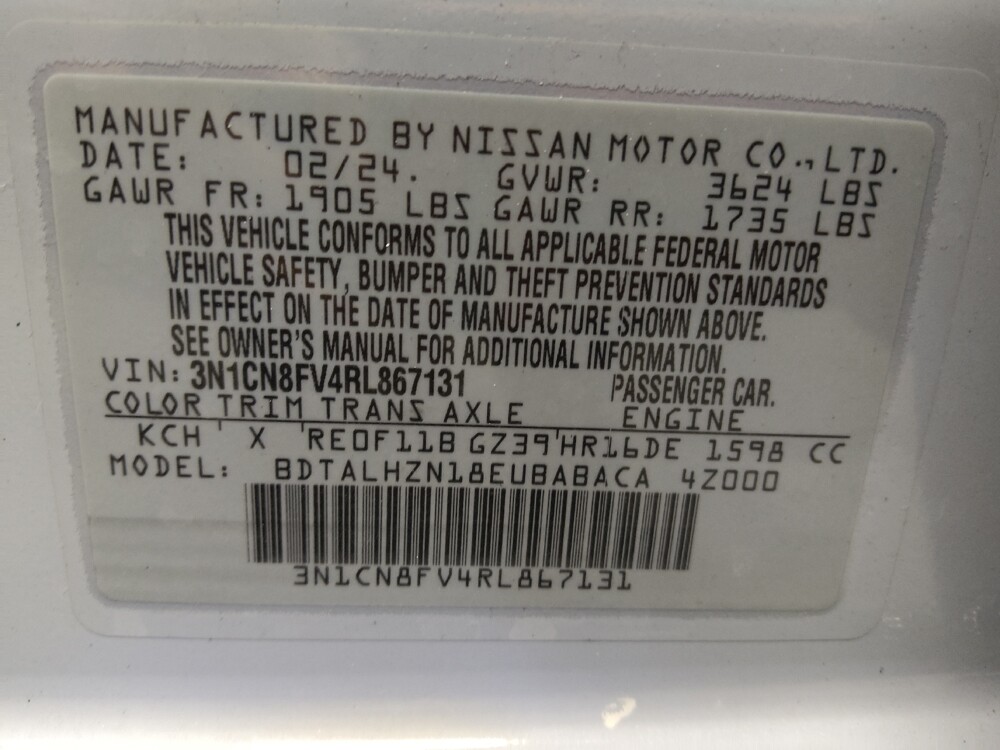 MANUFACTURED BY NISSAN MOTOR CO.,LTD.
DATE: 02/24. GVWR: 3624 LBS
GAWR FR: 1905 LBS GAWR RR: 1735 LBS
THIS VEHICLE CONFORMS TO ALL APPLICABLE FEDERAL MOTOR
VEHICLE SAFETY, BUMPER AND THEFT PREVENTION STANDARDS
IN EFFECT ON THE DATE OF MANUFACTURE SHOWN ABOVE.
SEE OWNER'S MANUAL FOR ADDITIONAL INFORMATION.
VIN: 3N1CN8FV4RL867131 PASSENGER CAR.
COLOR TRIM TRANS AXLE ENGINE
KCH X RE0F11B GZ39 HR16DE 1598 CC
MODEL: BDTALHZN18EUBABACA 4Z000
3N1CN8FV4RL867131